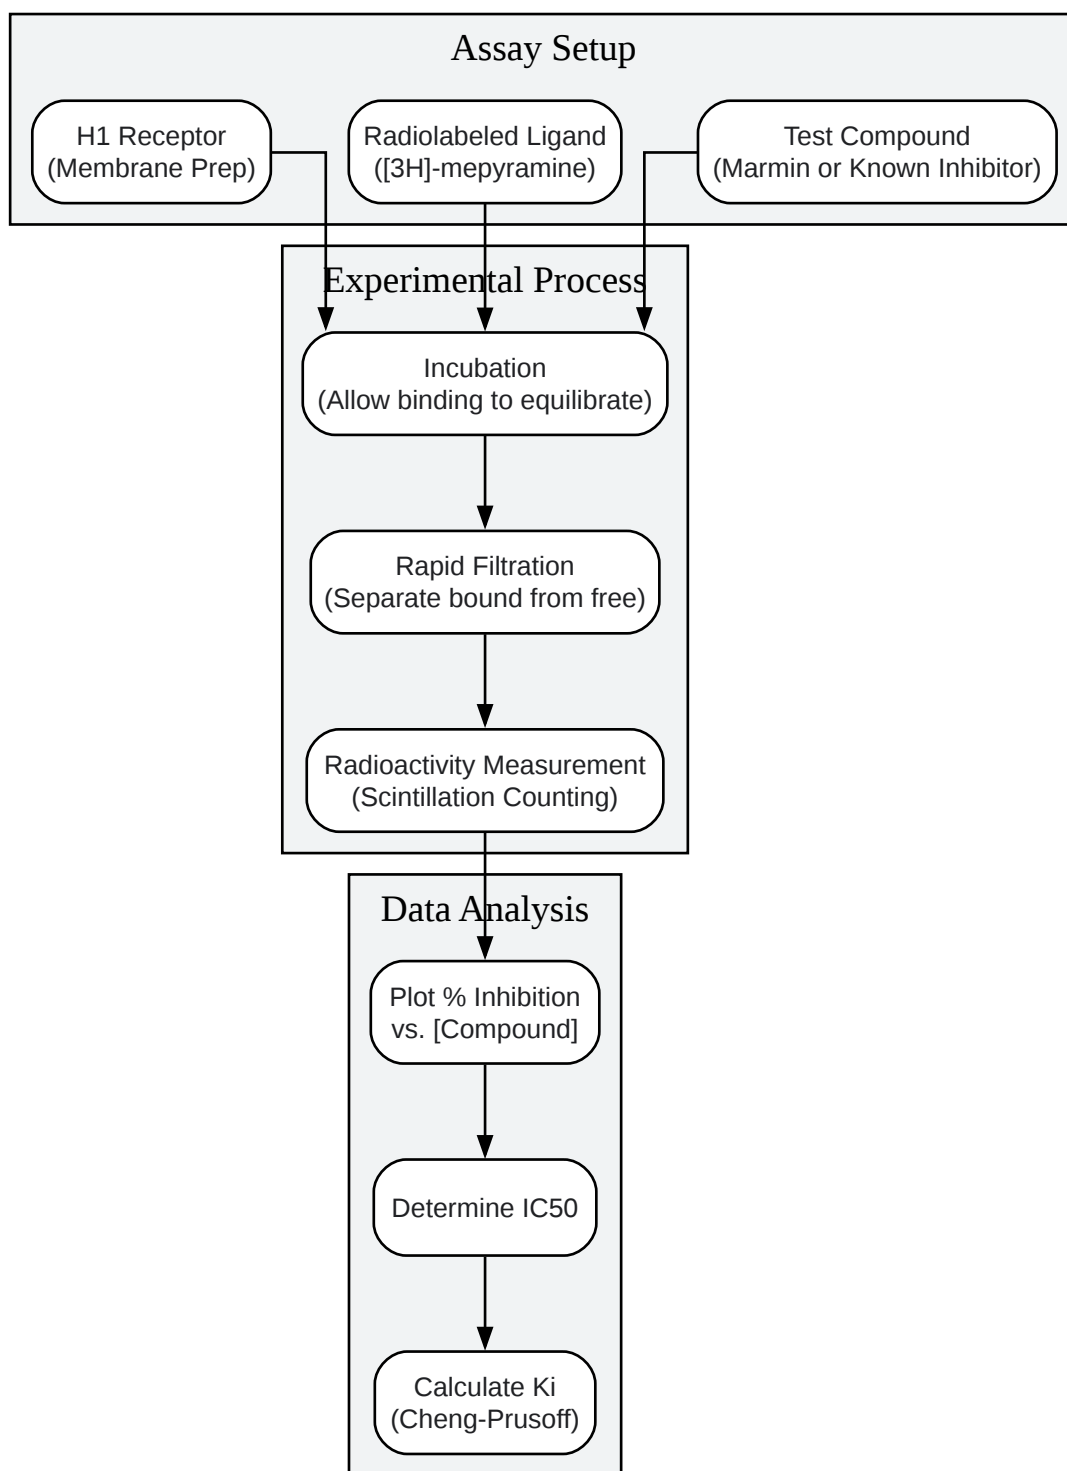 Assay Setup
H1 Receptor
(Membrane Prep)
Radiolabeled Ligand
([3H]-mepyramine)
Test Compound
(Marmin or Known Inhibitor)
Experimental Process
Incubation
(Allow binding to equilibrate)
Rapid Filtration
(Separate bound from free)
Radioactivity Measurement
(Scintillation Counting)
Data Analysis
Plot % Inhibition
vs. [Compound]
Determine IC50
Calculate Ki
(Cheng-Prusoff)